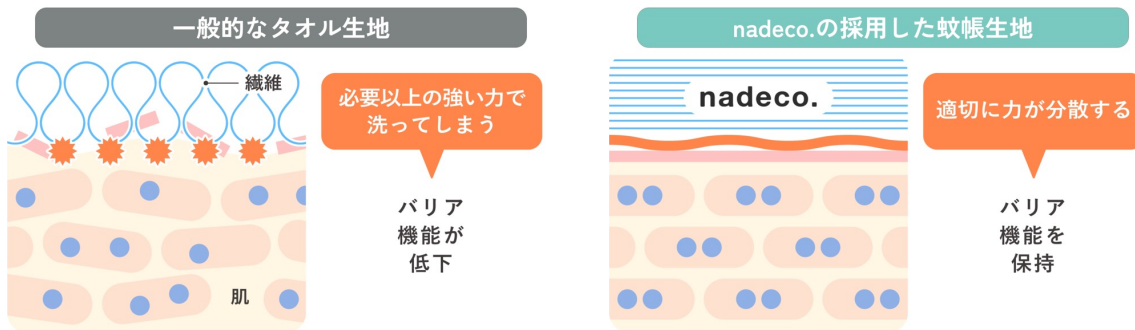 一般的なタオル生地
繊維
必要以上の強い力で
洗ってしまう
バリア
機能が
低下
肌
nadeco.の採用した蚊帳生地
nadeco.
適切に力が分散する
バリア
機能を
保持